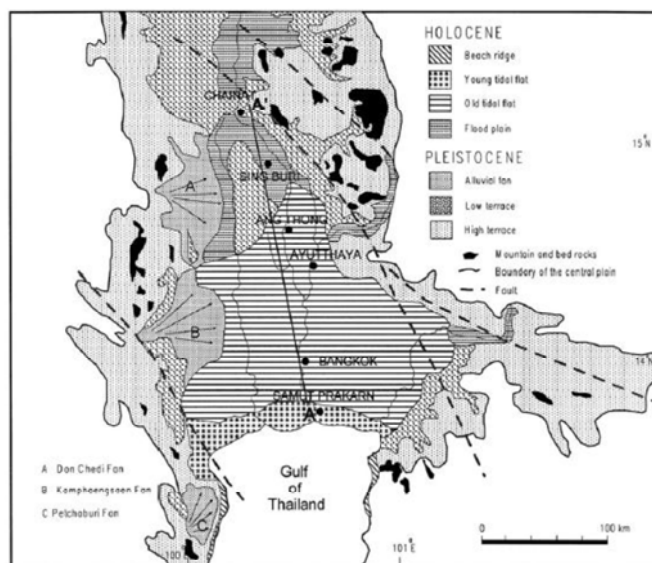 HOLOCENE
Beach ridge
Young tidal flat
Old tidal flat
Flood plain
PLEISTOCENE
Alluvial fan
Low terrace
High terrace
Mountain and bed rocks
Boundary of the central plain
Fault
CHAINAT
A'
SING BURI
ANG THONG
AYUTTHAYA
BANGKOK
SAMUT PRAKARN
A
A
B
C
15 N
14 N
Gulf
of
Thailand
A Don Chedi Fan
B Kamphaengsaen Fan
C Petchaburi Fan
100 E
101 E
0 100 km